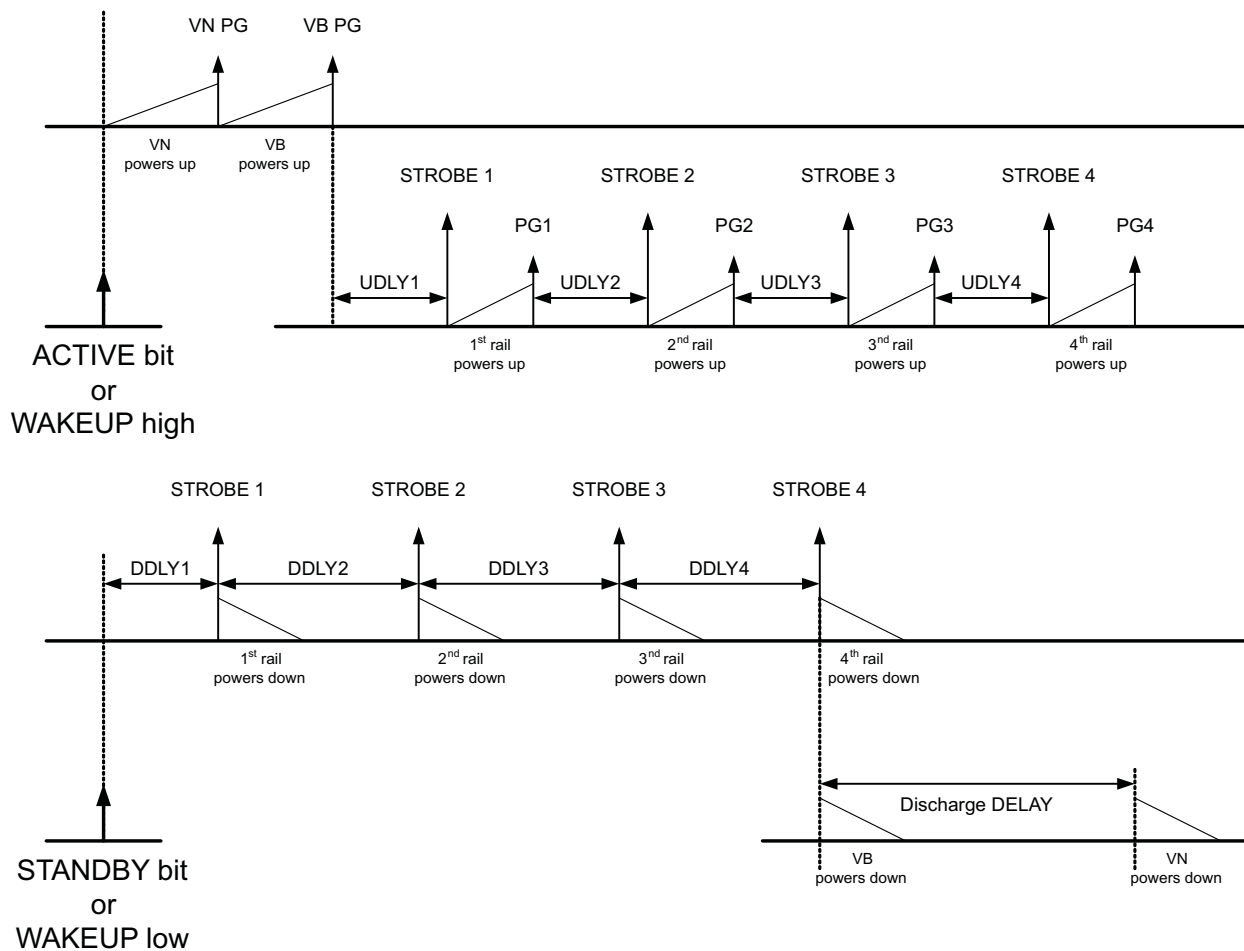 VN PG
VB PG
VN
powers up
VB
powers up
STROBE 1
STROBE 2
STROBE 3
STROBE 4
PG1
PG2
PG3
PG4
UDLY1
UDLY2
UDLY3
UDLY4
1st rail
powers up
2nd rail
powers up
3nd rail
powers up
4th rail
powers up
ACTIVE bit
or
WAKEUP high
STROBE 1
STROBE 2
STROBE 3
STROBE 4
DDLY1
DDLY2
DDLY3
DDLY4
1st rail
powers down
2nd rail
powers down
3nd rail
powers down
4th rail
powers down
Discharge DELAY
VB
powers down
VN
powers down
STANDBY bit
or
WAKEUP low